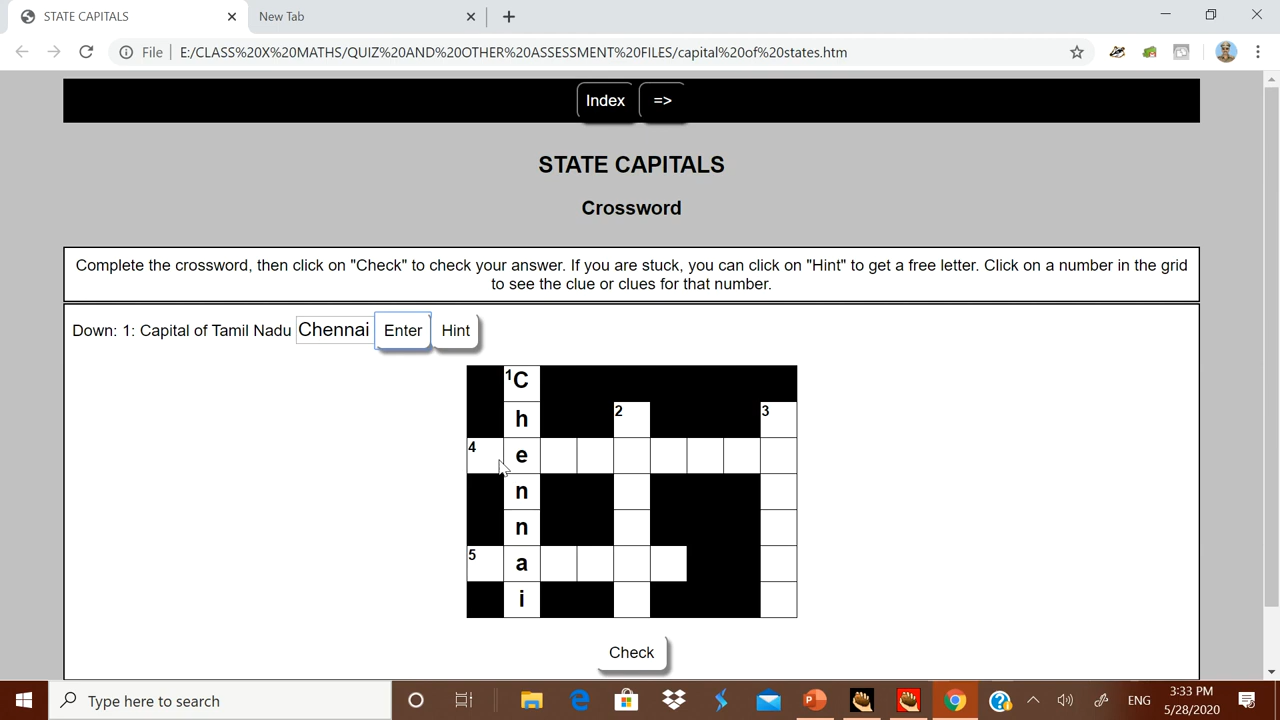 STATE CAPITALS
New Tab
File | E:/CLASS%20X%20MATHS/QUIZ%20AND%20OTHER%20ASSESSMENT%20FILES/capital%20of%20states.htm
Index =>
STATE CAPITALS
Crossword
Complete the crossword, then click on "Check" to check your answer. If you are stuck, you can click on "Hint" to get a free letter. Click on a number in the grid
to see the clue or clues for that number.
Down: 1: Capital of Tamil Nadu Chennai Enter Hint
1 C
h 2 3
4 e
n
n
5 a
i
Check
Type here to search
ENG
3:33 PM
5/28/2020